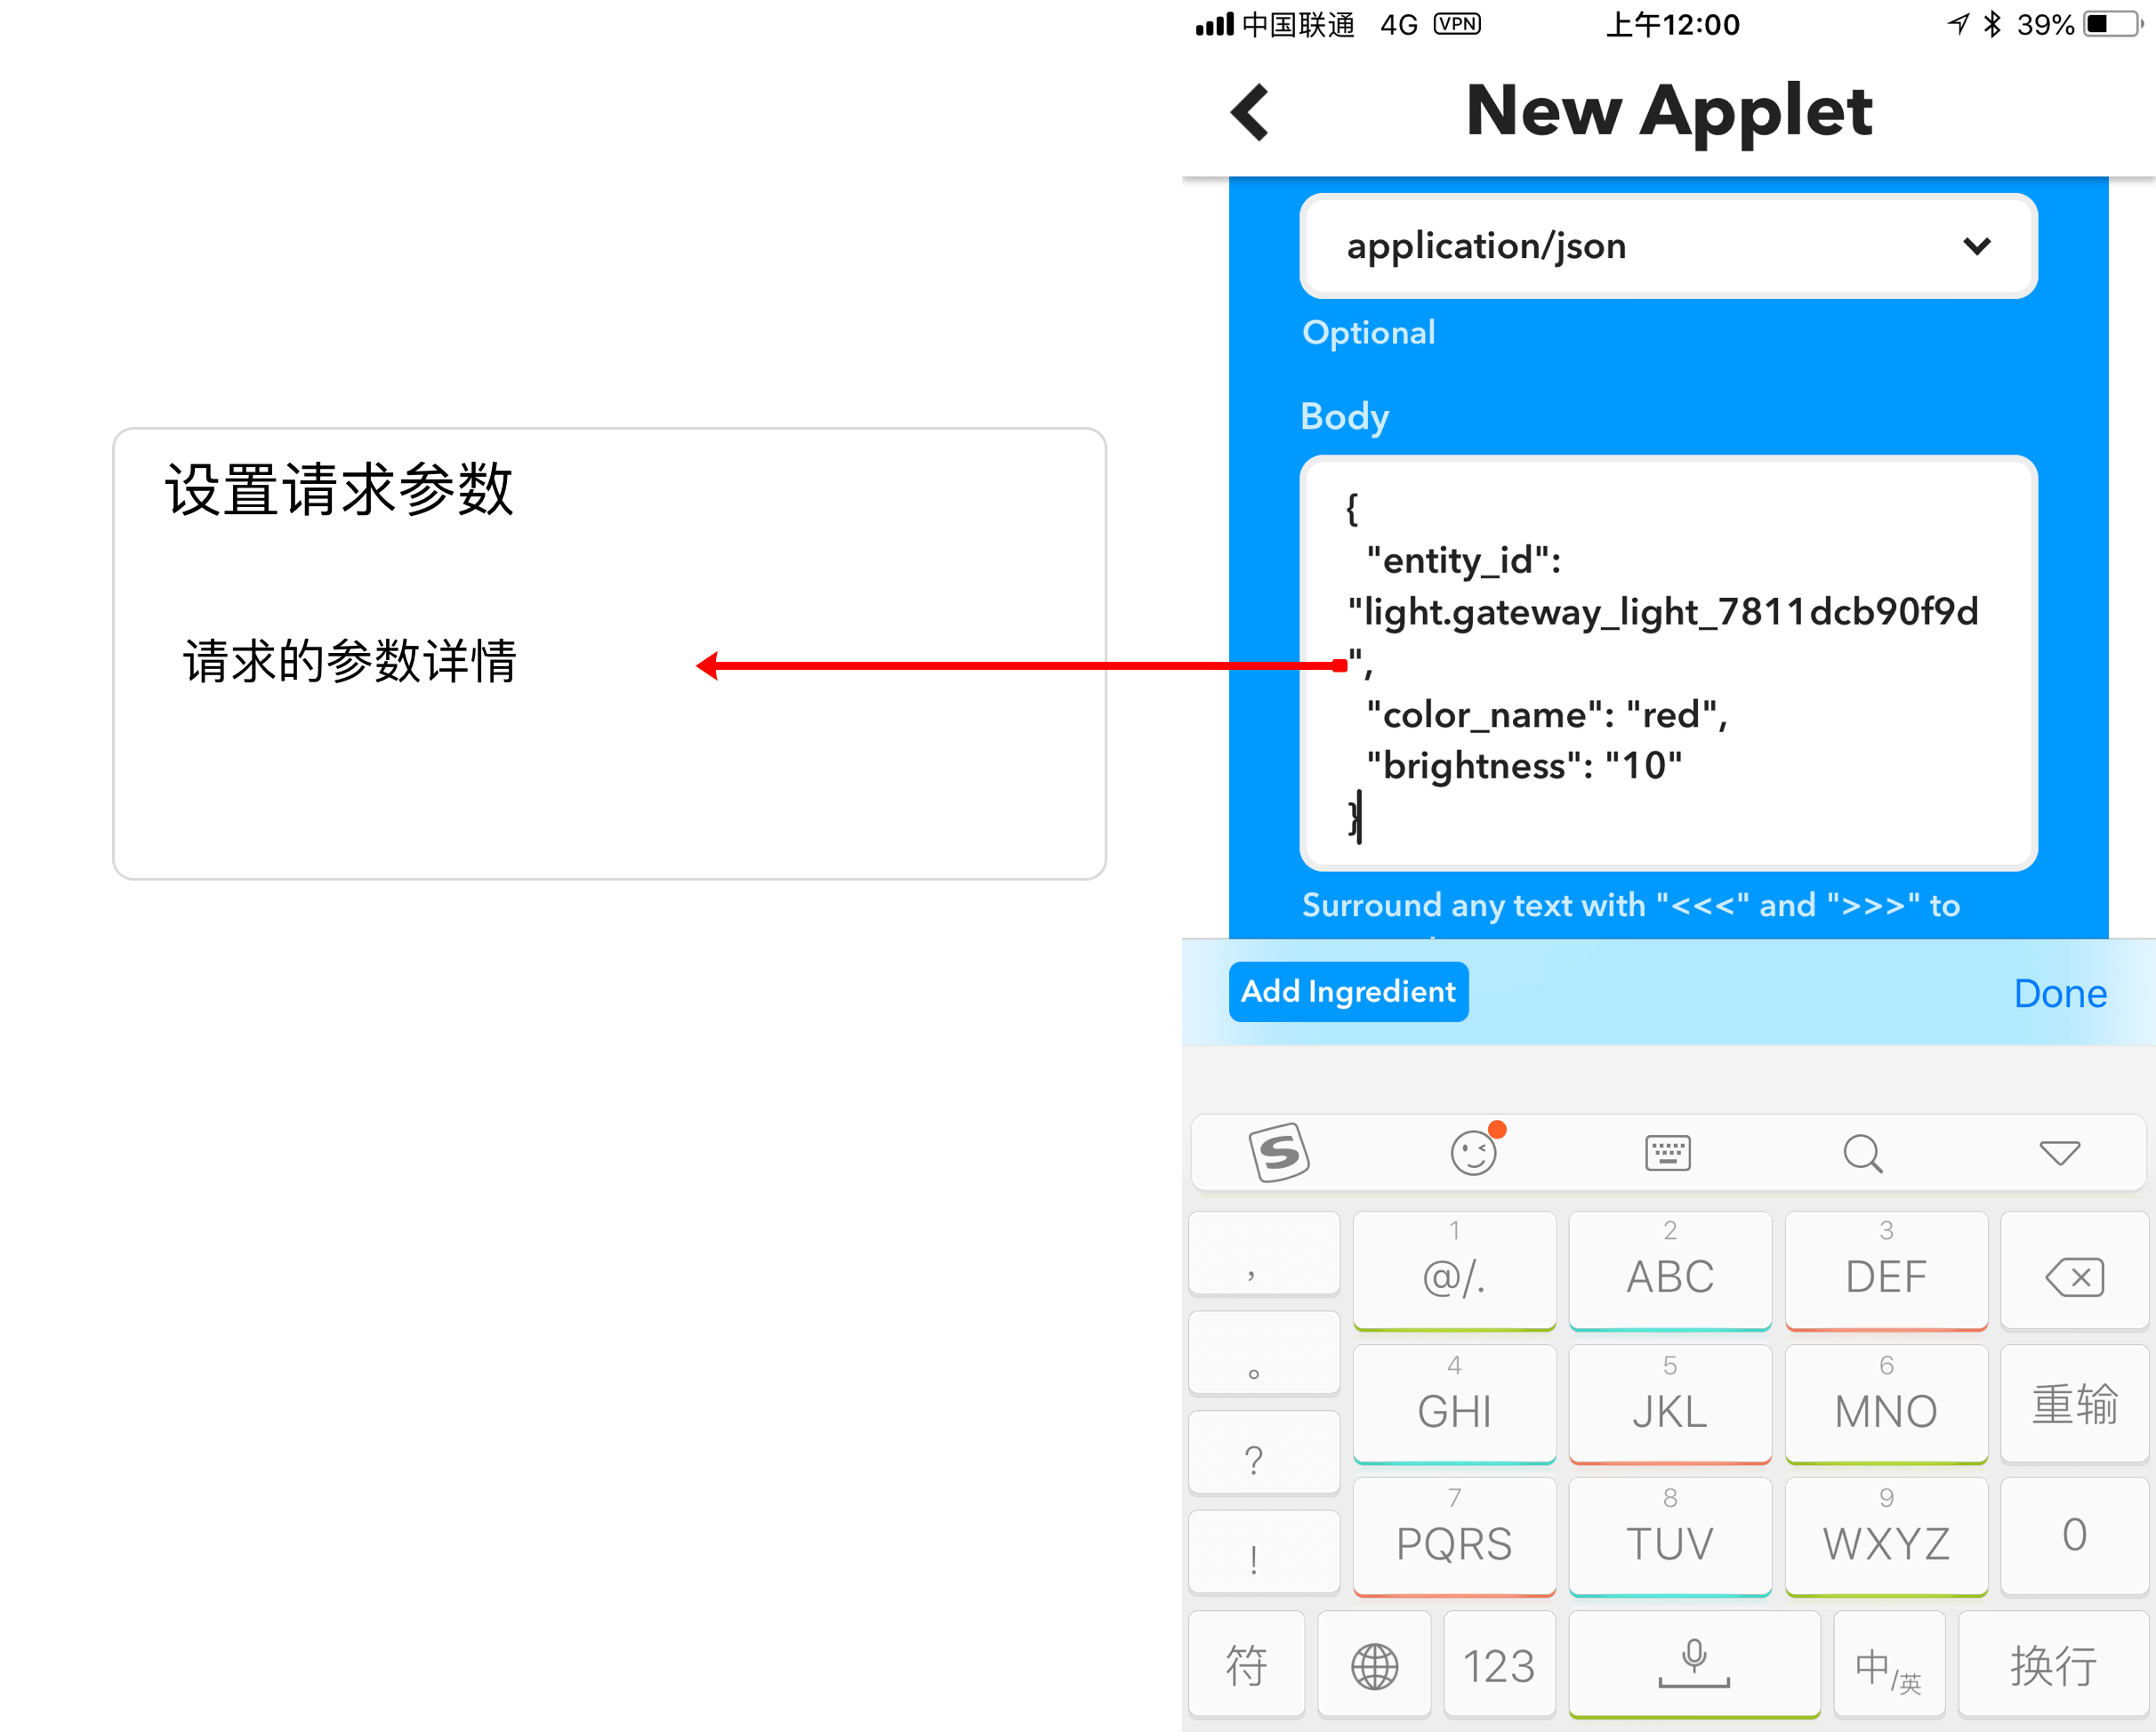 中国联通 4G VPN 上午12:00 39%
New Applet
application/json
Optional
Body
设置请求参数
请求的参数详情
{
"entity_id":
"light.gateway_light_7811dcb90f9d
",
"color_name": "red",
"brightness": "10"
}
Surround any text with "<<<" and ">>>" to
Add Ingredient Done
S
, 1 @/. 2 ABC 3 DEF
。 4 GHI 5 JKL 6 MNO 重输
?
! 7 PQRS 8 TUV 9 WXYZ 0
符 123 中/英 换行